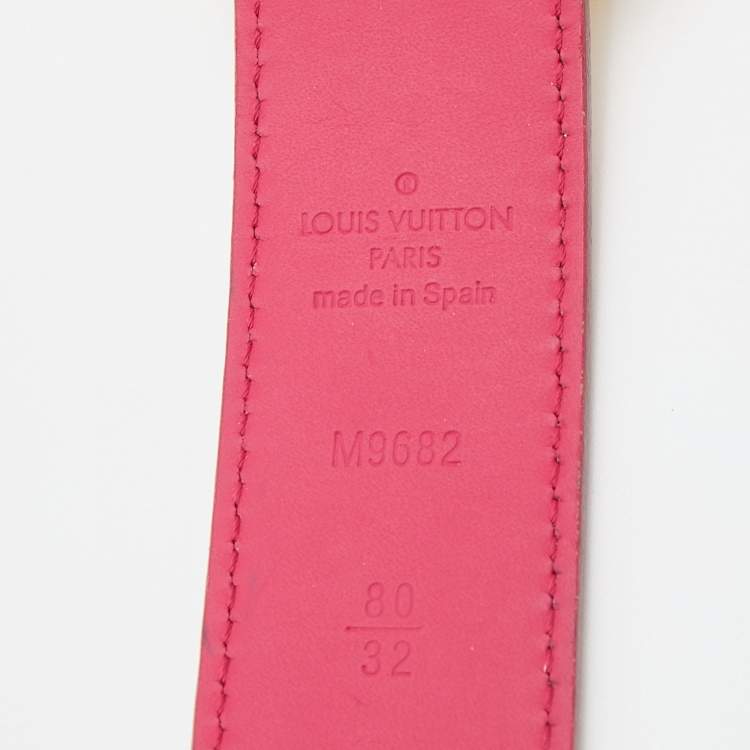 LOUIS VUITTON
PARIS
made in Spain
M9682
80
32